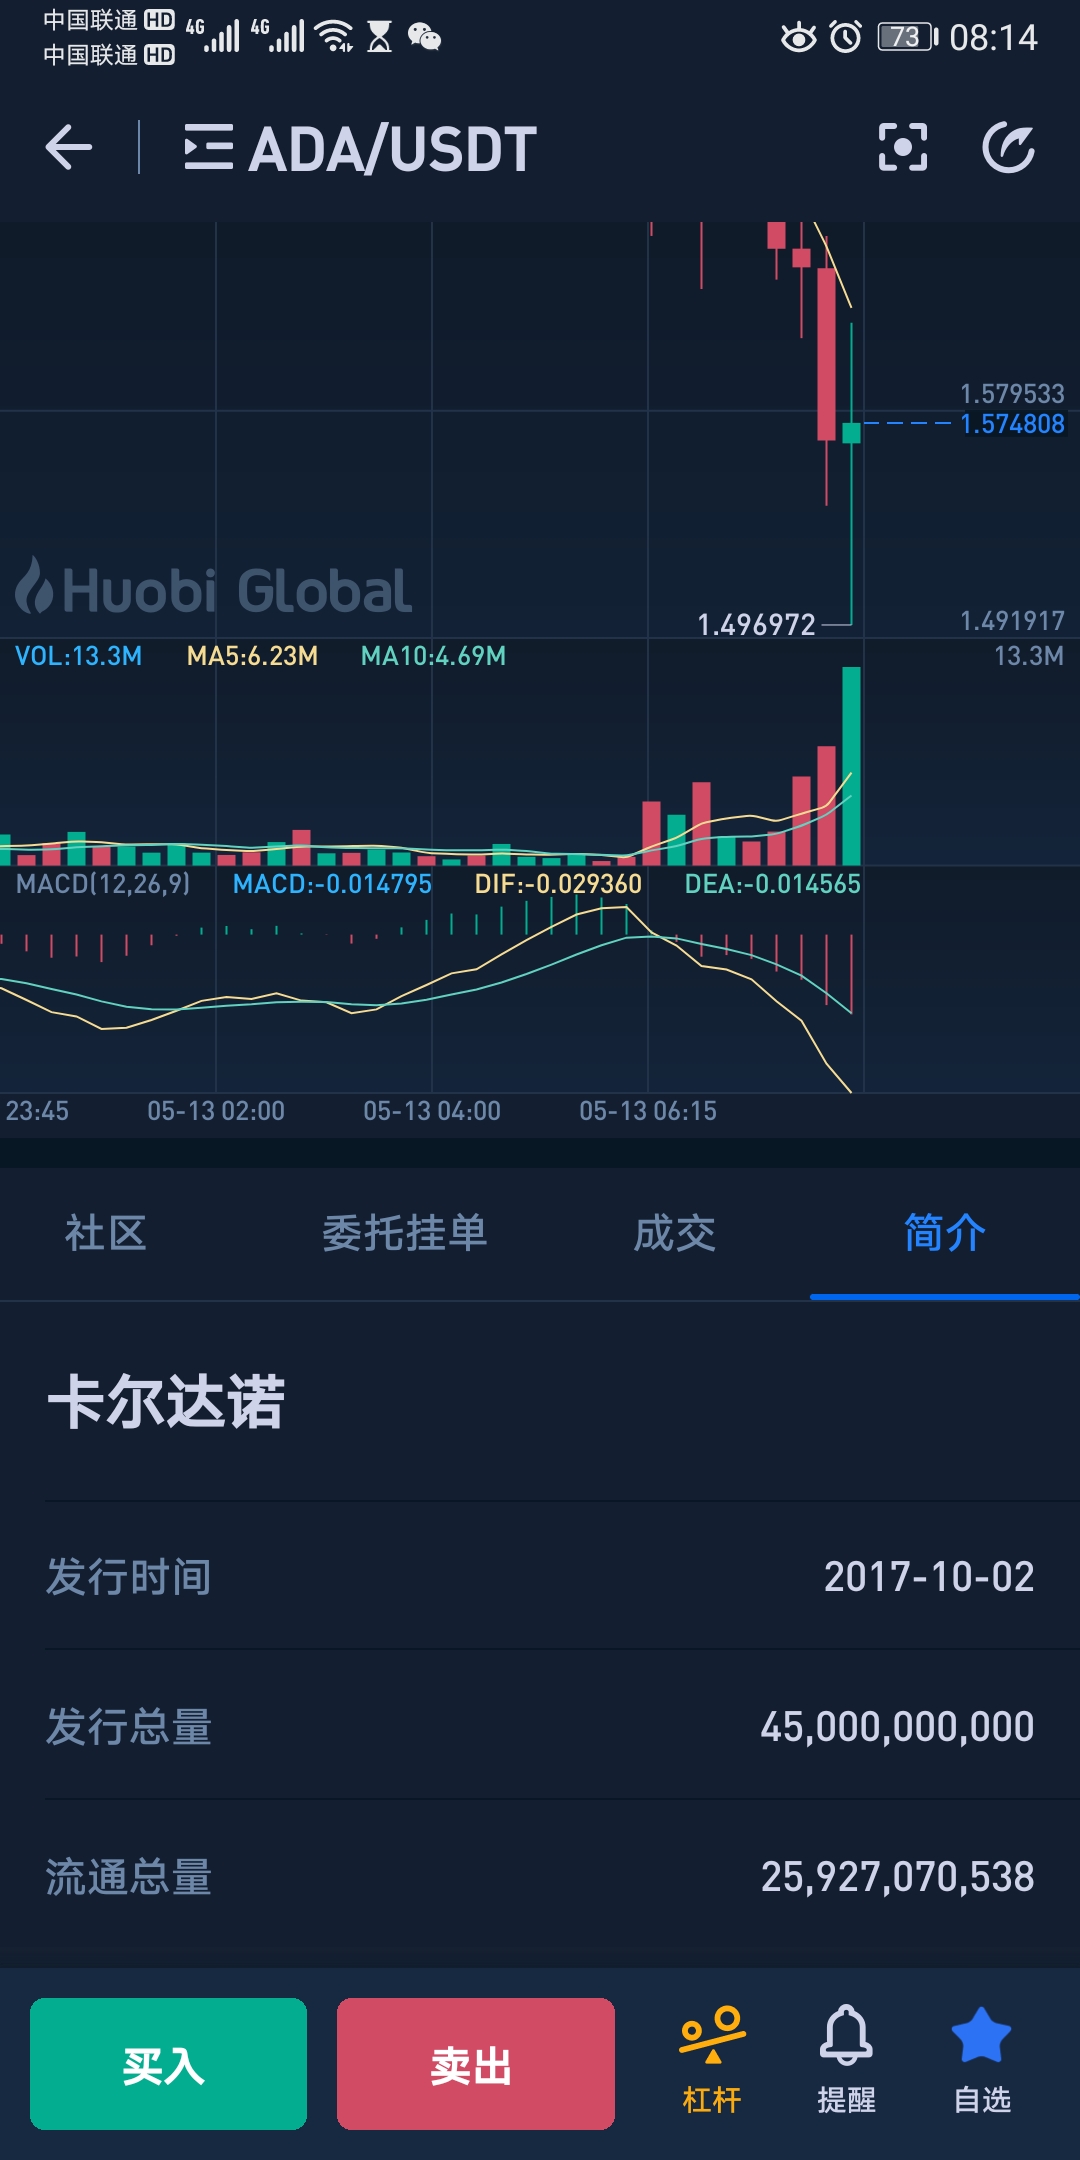 中国联通 HD 4G 4G 73 08:14
中国联通 HD
ADA/USDT
1.579533
1.574808
Huobi Global
1.496972
1.491917
VOL:13.3M MA5:6.23M MA10:4.69M 13.3M
MACD(12,26,9) MACD:-0.014795 DIF:-0.029360 DEA:-0.014565
23:45 05-13 02:00 05-13 04:00 05-13 06:15
社区 委托挂单 成交 简介
卡尔达诺
发行时间 2017-10-02
发行总量 45,000,000,000
流通总量 25,927,070,538
买入 卖出 杠杆 提醒 自选